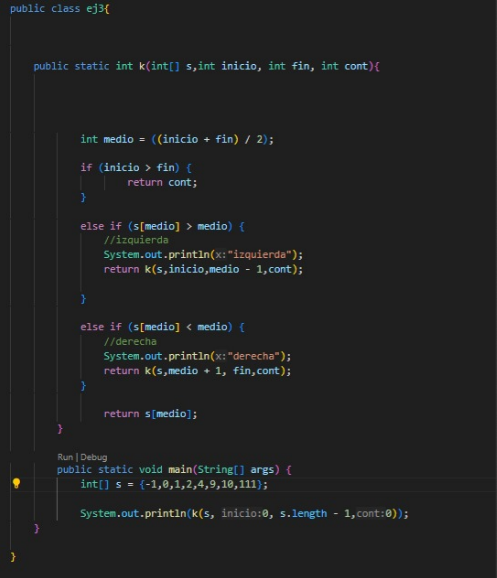 public class ej3{
public static int k(int[] s,int inicio, int fin, int cont){
int medio = ((inicio + fin) / 2);
if (inicio > fin) {
return cont;
}
else if (s[medio] > medio) {
//izquierda
System.out.println(x:"izquierda");
return k(s,inicio,medio - 1,cont);
}
else if (s[medio] < medio) {
//derecha
System.out.println(x:"derecha");
return k(s,medio + 1, fin,cont);
}
return s[medio];
}
Run | Debug
public static void main(String[] args) {
int[] s = {-1,0,1,2,4,9,10,111};
System.out.println(k(s, inicio:0, s.length - 1,cont:0));
}
}